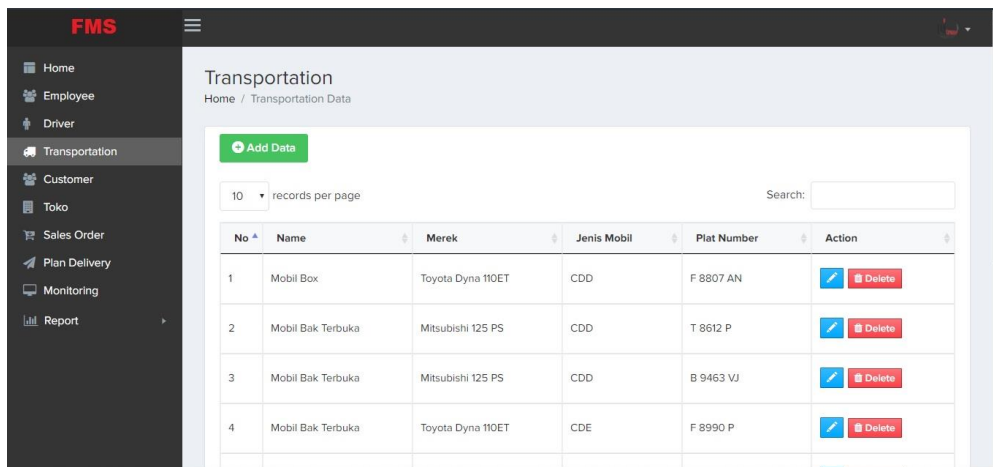 FMS
Home
Employee
Driver
Transportation
Customer
Toko
Sales Order
Plan Delivery
Monitoring
Report
Transportation
Home / Transportation Data
Add Data
10 records per page Search:
No Name Merek Jenis Mobil Plat Number Action
1 Mobil Box Toyota Dyna 110ET CDD F 8807 AN Delete
2 Mobil Bak Terbuka Mitsubishi 125 PS CDD T 8612 P Delete
3 Mobil Bak Terbuka Mitsubishi 125 PS CDD B 9463 VJ Delete
4 Mobil Bak Terbuka Toyota Dyna 110ET CDE F 8990 P Delete